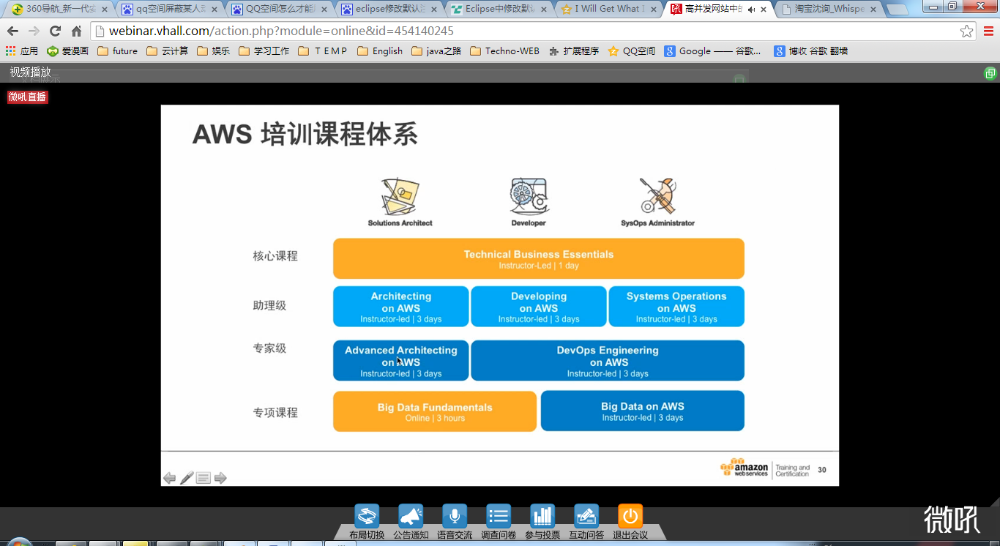 360导航_新一代安
qq空间屏蔽某人
QQ空间怎么才能
eclipse修改默认
Eclipse中修改默
I Will Get What I
高并发网站中的
淘宝沈询_Whispe
webinar.vhall.com/action.php?module=online&id=454140245
应用
爱漫画
future
云计算
娱乐
学习工作
T E M P
English
java之路
Techno-WEB
扩展程序
QQ空间
Google —— 谷歌...
博收 谷歌 翻墙
视频播放
文档展示
微吼直播
AWS 培训课程体系
Solutions Architect
Developer
SysOps Administrator
核心课程
Technical Business Essentials
Instructor-Led | 1 day
助理级
Architecting
on AWS
Instructor-led | 3 days
Developing
on AWS
Instructor-led | 3 days
Systems Operations
on AWS
Instructor-led | 3 days
专家级
Advanced Architecting
on AWS
Instructor-led | 3 days
DevOps Engineering
on AWS
Instructor-led | 3 days
专项课程
Big Data Fundamentals
Online | 3 hours
Big Data on AWS
Instructor-led | 3 days
amazon
web services
Training and
Certification
30
布局切换
公告通知
语音交流
调查问卷
参与投票
互动问答
退出会议
微吼